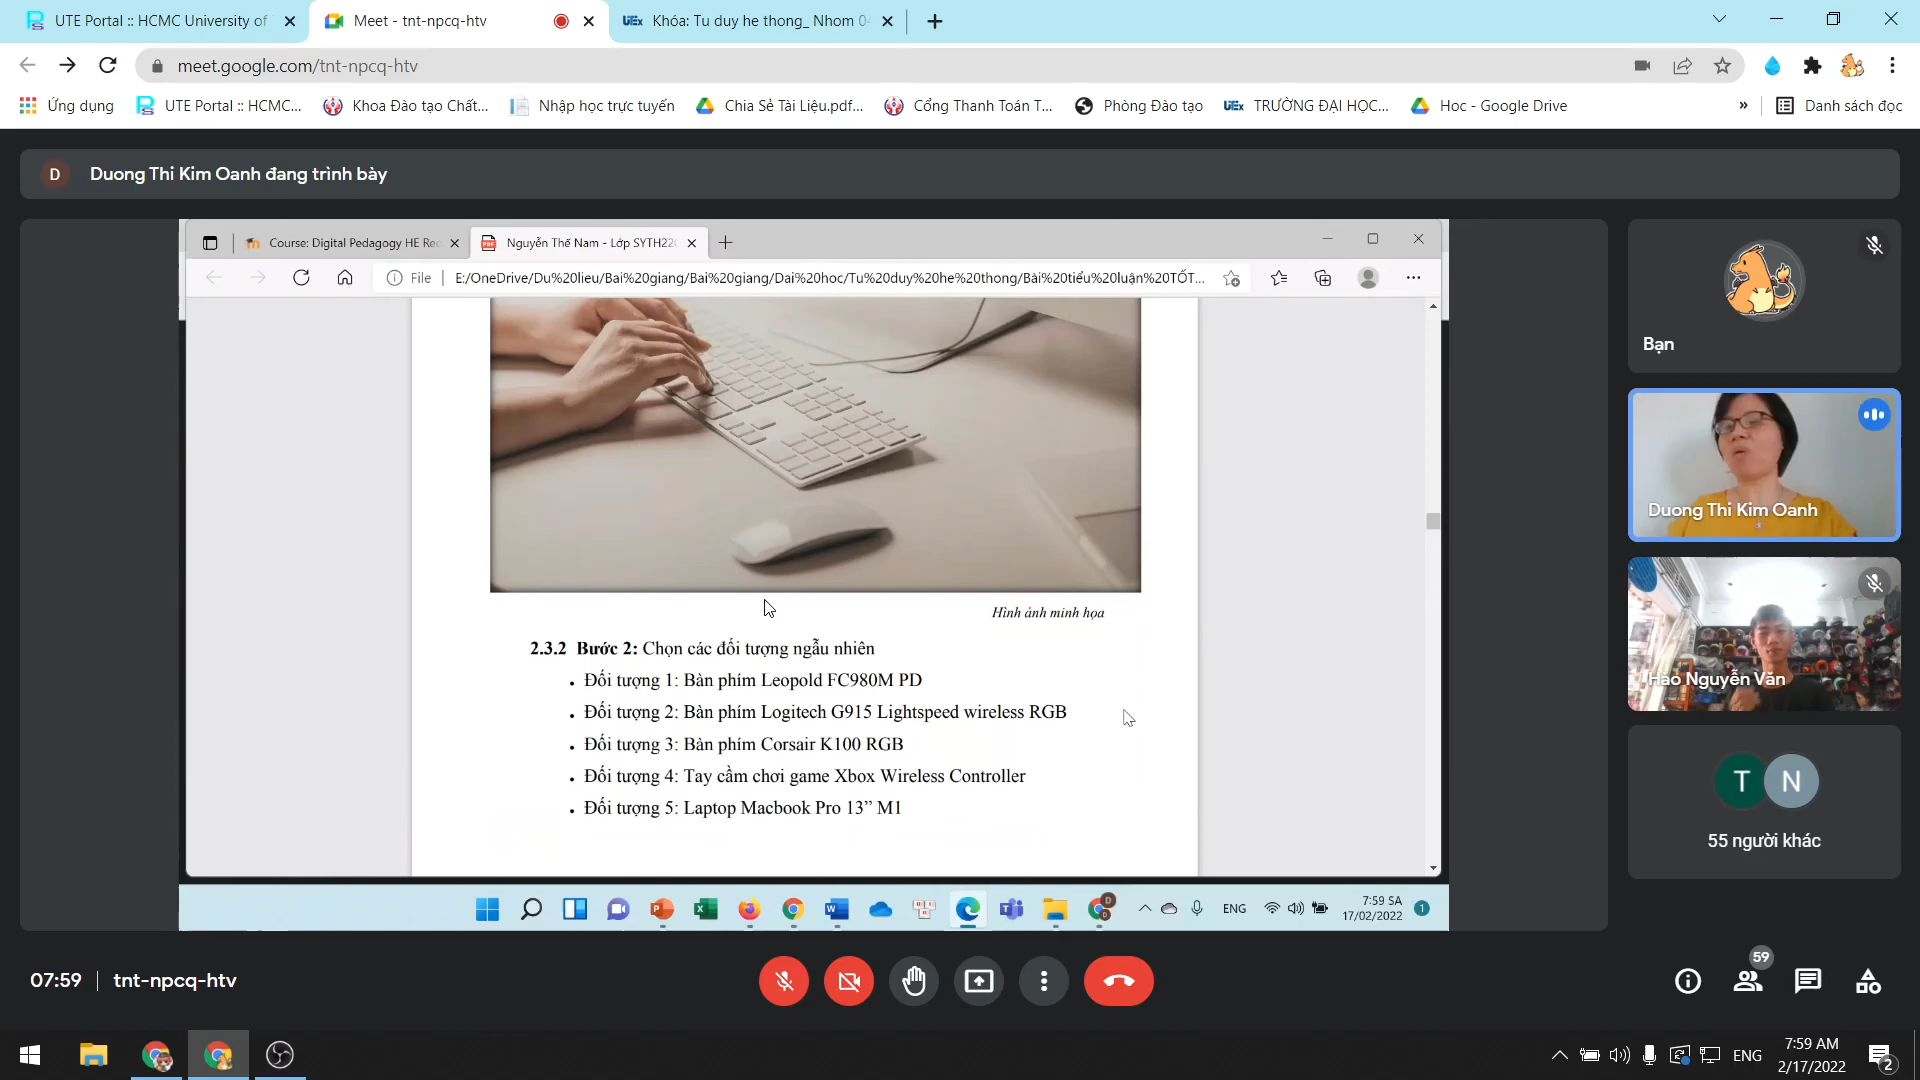 UTE Portal :: HCMC University of
Meet - tnt-npcq-htv
Khóa: Tu duy he thong_ Nhom 04
meet.google.com/tnt-npcq-htv
Ứng dụng
UTE Portal :: HCMC...
Khoa Đào tạo Chất...
Nhập học trực tuyến
Chia Sẻ Tài Liệu.pdf...
Cổng Thanh Toán T...
Phòng Đào tạo
UEx TRƯỜNG ĐẠI HỌC...
Hoc - Google Drive
»
Danh sách đọc
D
Duong Thi Kim Oanh đang trình bày
Course: Digital Pedagogy HE Rec
Nguyễn Thế Nam - Lớp SYTH220
File
E:/OneDrive/Du%20lieu/Bai%20giang/Bai%20giang/Dai%20hoc/Tu%20duy%20he%20thong/Bài%20tiểu%20luận%20TỐT...
Hình ảnh minh họa
2.3.2 Bước 2: Chọn các đối tượng ngẫu nhiên
• Đối tượng 1: Bàn phím Leopold FC980M PD
• Đối tượng 2: Bàn phím Logitech G915 Lightspeed wireless RGB
• Đối tượng 3: Bàn phím Corsair K100 RGB
• Đối tượng 4: Tay cầm chơi game Xbox Wireless Controller
• Đối tượng 5: Laptop Macbook Pro 13” M1
ENG
7:59 SA
17/02/2022
1
Bạn
Duong Thi Kim Oanh
Hào Nguyễn Văn
T
N
55 người khác
07:59
tnt-npcq-htv
59
ENG
7:59 AM
2/17/2022
2